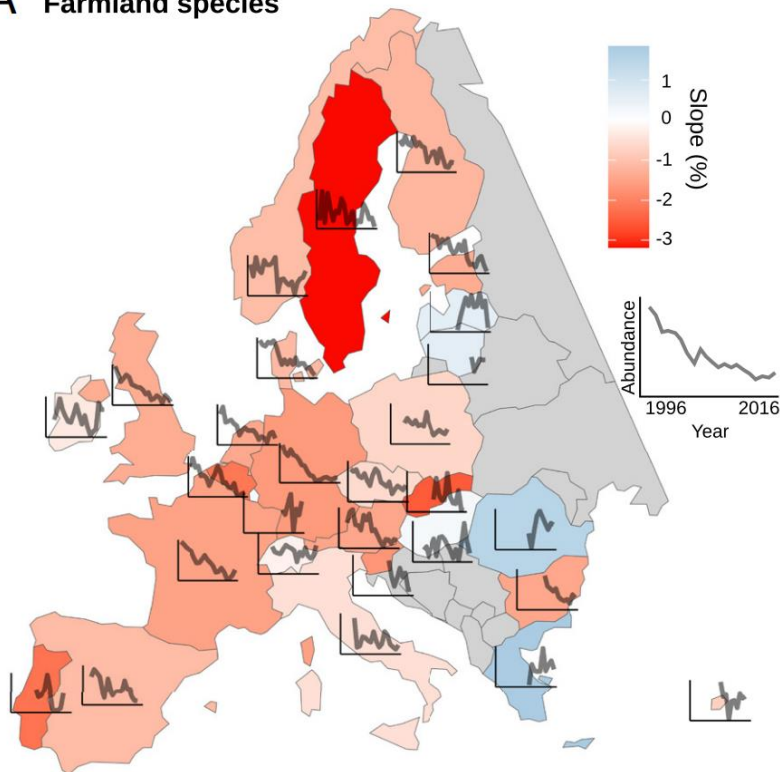 A Farmland species
1
0
-1
-2
-3
Slope (%)
Abundance
1996 2016
Year